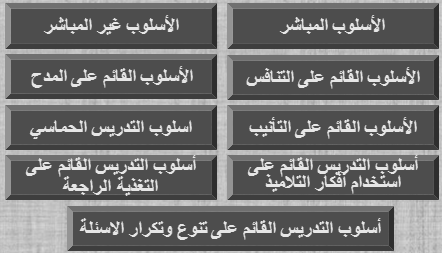 الأسلوب المباشر
الأسلوب غير المباشر
الأسلوب القائم على التنافس
الأسلوب القائم على المدح
الأسلوب القائم على التأنيب
اسلوب التدريس الحماسي
أسلوب التدريس القائم على
استخدام أفكار التلاميذ
أسلوب التدريس القائم على
التغذية الراجعة
أسلوب التدريس القائم على تنوع وتكرار الاسئلة